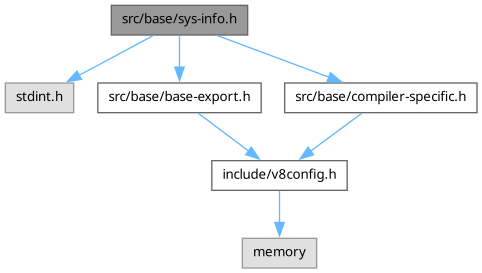 src/base/sys-info.h
stdint.h
src/base/base-export.h
src/base/compiler-specific.h
include/v8config.h
memory